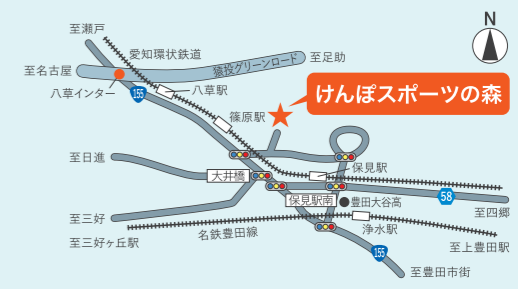 至瀬戸
N
愛知環状鉄道
至名古屋
猿投グリーンロード
至足助
八草インター
155
八草駅
けんぽスポーツの森
篠原駅
至日進
保見駅
大井橋
58
保見駅南
豊田大谷高
至四郷
至三好
名鉄豊田線
浄水駅
至三好ヶ丘駅
至上豊田駅
155
至豊田市街